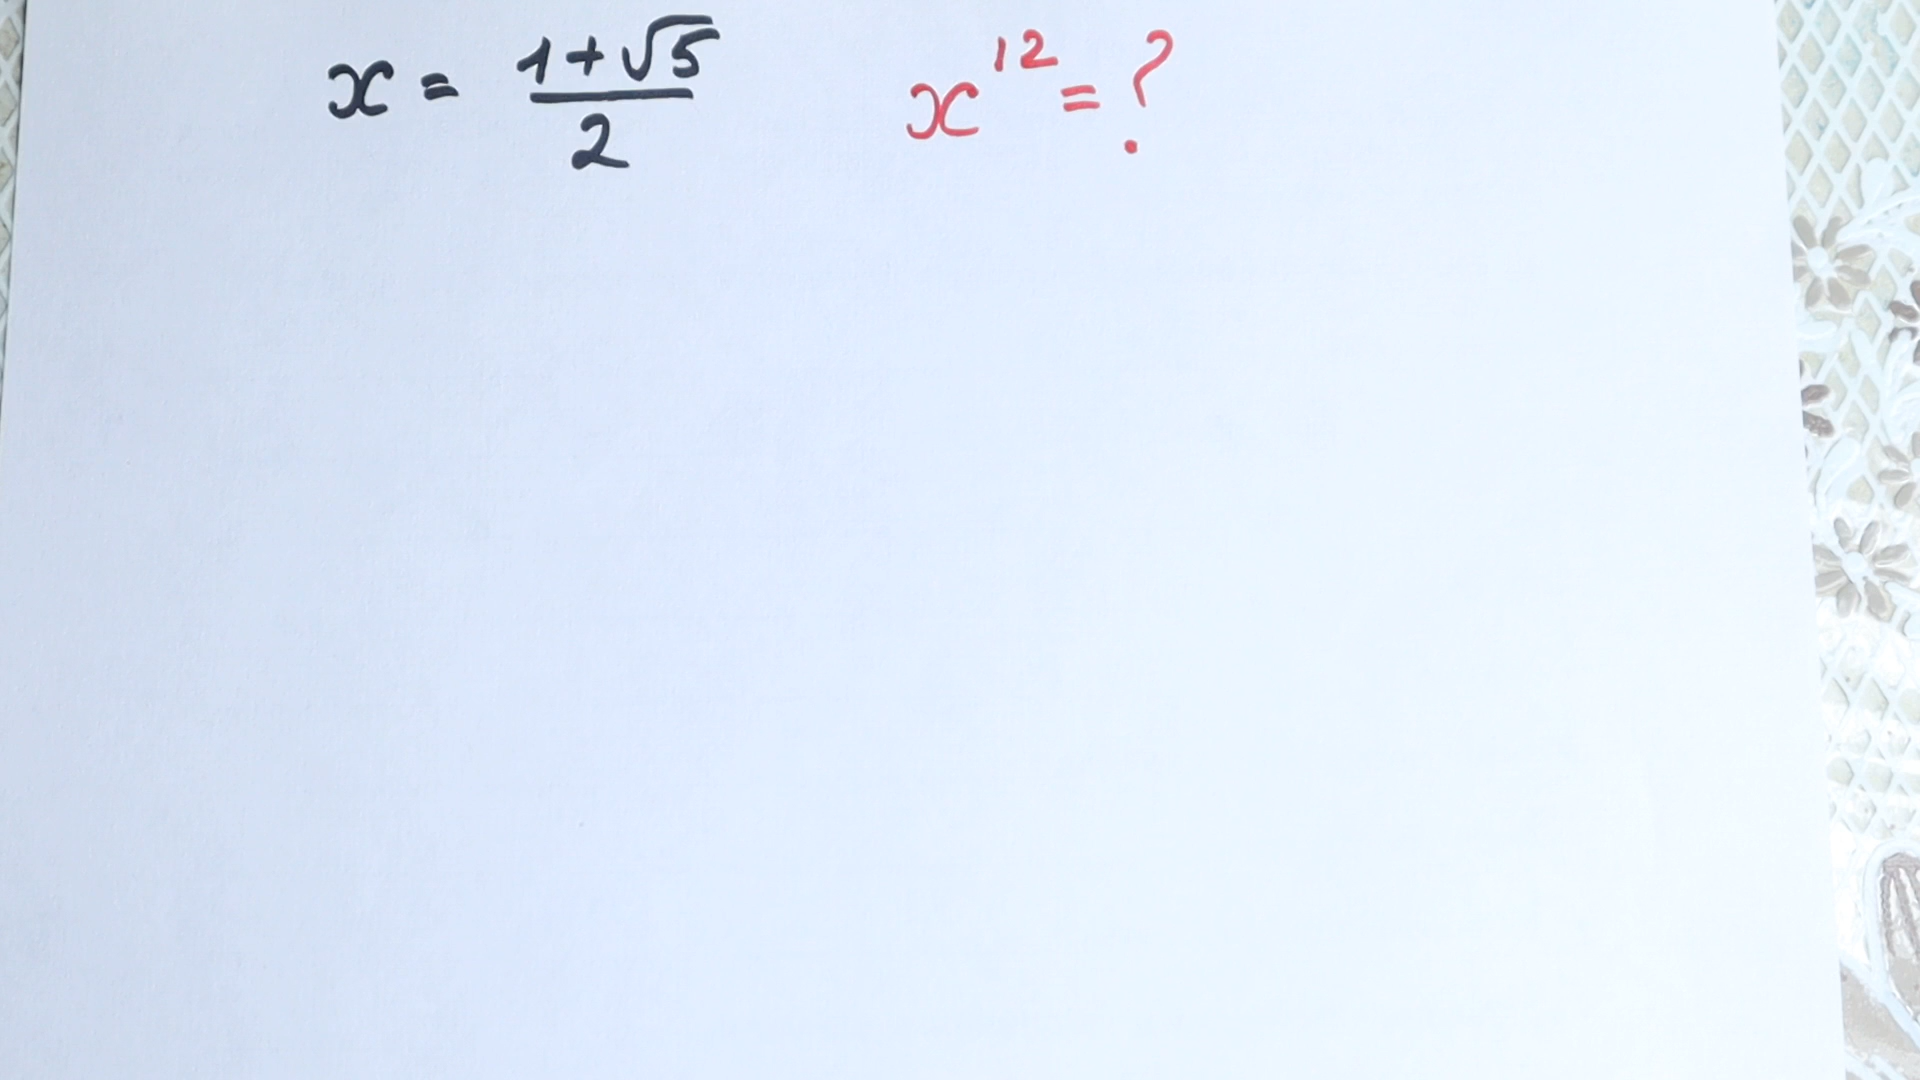 x = (1+√5)/2 x^12 = ?